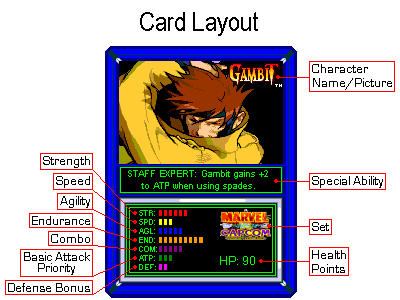 Card Layout
GAMBIT
TM
Character
Name/Picture
STAFF EXPERT: Gambit gains +2
to ATP when using spades.
Special Ability
Strength
Speed
Agility
Endurance
Combo
Basic Attack
Priority
Defense Bonus
STR:
SPD:
AGL:
END:
COM:
ATP:
DEF:
MARVEL
CAPCOM
HP: 90
Set
Health
Points